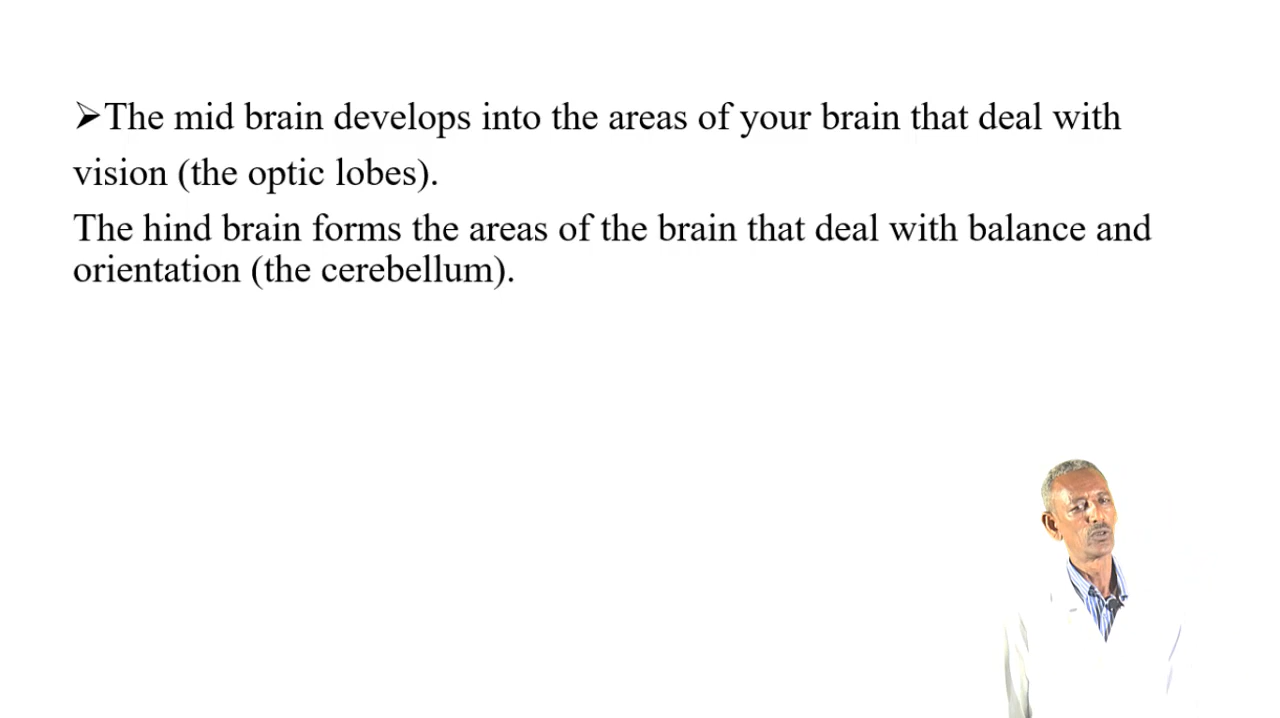 ➢The mid brain develops into the areas of your brain that deal with
vision (the optic lobes).
The hind brain forms the areas of the brain that deal with balance and
orientation (the cerebellum).